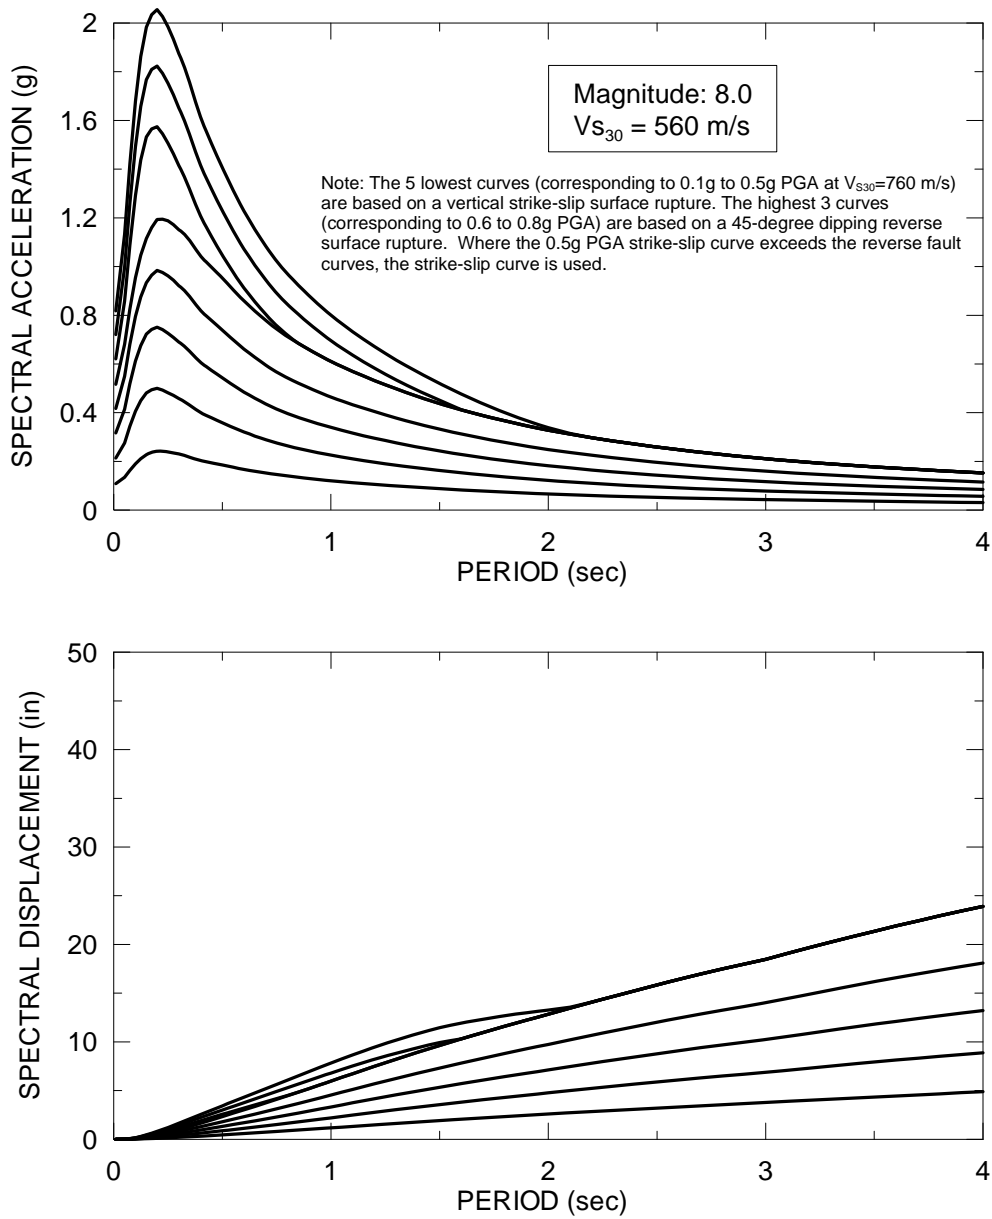 2
1.6
1.2
0.8
0.4
0
SPECTRAL ACCELERATION (g)
Magnitude: 8.0
Vs30 = 560 m/s
Note: The 5 lowest curves (corresponding to 0.1g to 0.5g PGA at VS30=760 m/s)
are based on a vertical strike-slip surface rupture. The highest 3 curves
(corresponding to 0.6 to 0.8g PGA) are based on a 45-degree dipping reverse
surface rupture.  Where the 0.5g PGA strike-slip curve exceeds the reverse fault
curves, the strike-slip curve is used.
0 1 2 3 4
PERIOD (sec)
50
40
30
20
10
0
SPECTRAL DISPLACEMENT (in)
0 1 2 3 4
PERIOD (sec)